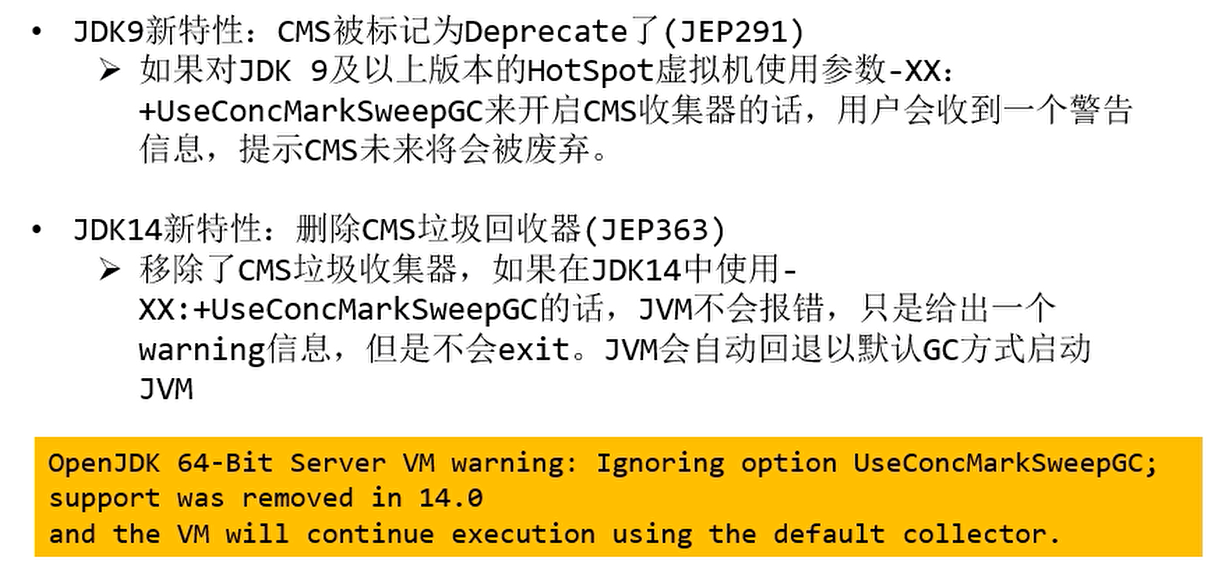 • JDK9新特性：CMS被标记为Deprecate了(JEP291)
➢ 如果对JDK 9及以上版本的HotSpot虚拟机使用参数-XX：
+UseConcMarkSweepGC来开启CMS收集器的话，用户会收到一个警告
信息，提示CMS未来将会被废弃。
• JDK14新特性：删除CMS垃圾回收器(JEP363)
➢ 移除了CMS垃圾收集器，如果在JDK14中使用-
XX:+UseConcMarkSweepGC的话，JVM不会报错，只是给出一个
warning信息，但是不会exit。JVM会自动回退以默认GC方式启动
JVM
OpenJDK 64-Bit Server VM warning: Ignoring option UseConcMarkSweepGC;
support was removed in 14.0
and the VM will continue execution using the default collector.